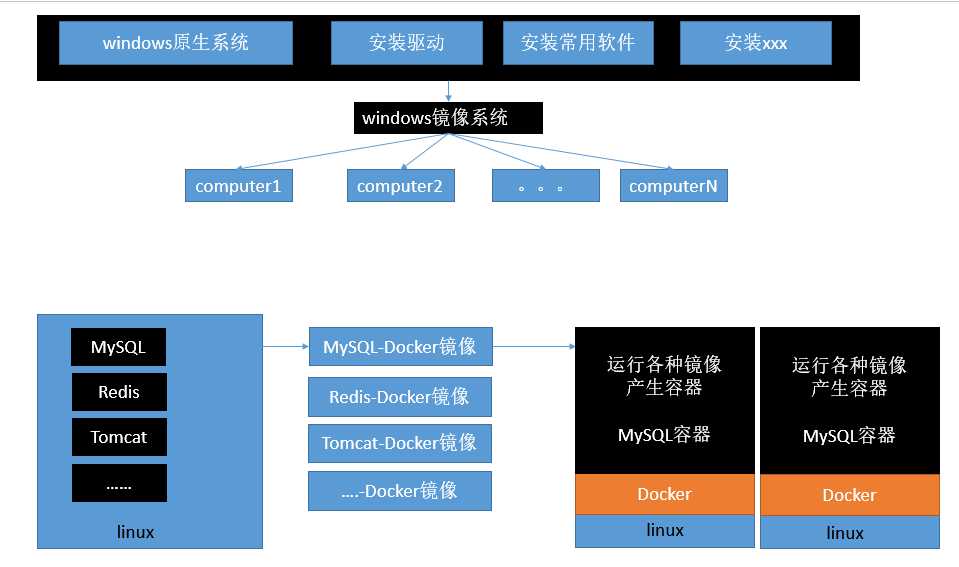 windows原生系统
安装驱动
安装常用软件
安装xxx
windows镜像系统
computer1
computer2
。。。
computerN
MySQL
Redis
Tomcat
......
linux
MySQL-Docker镜像
Redis-Docker镜像
Tomcat-Docker镜像
....-Docker镜像
运行各种镜像
产生容器
MySQL容器
Docker
linux
运行各种镜像
产生容器
MySQL容器
Docker
linux